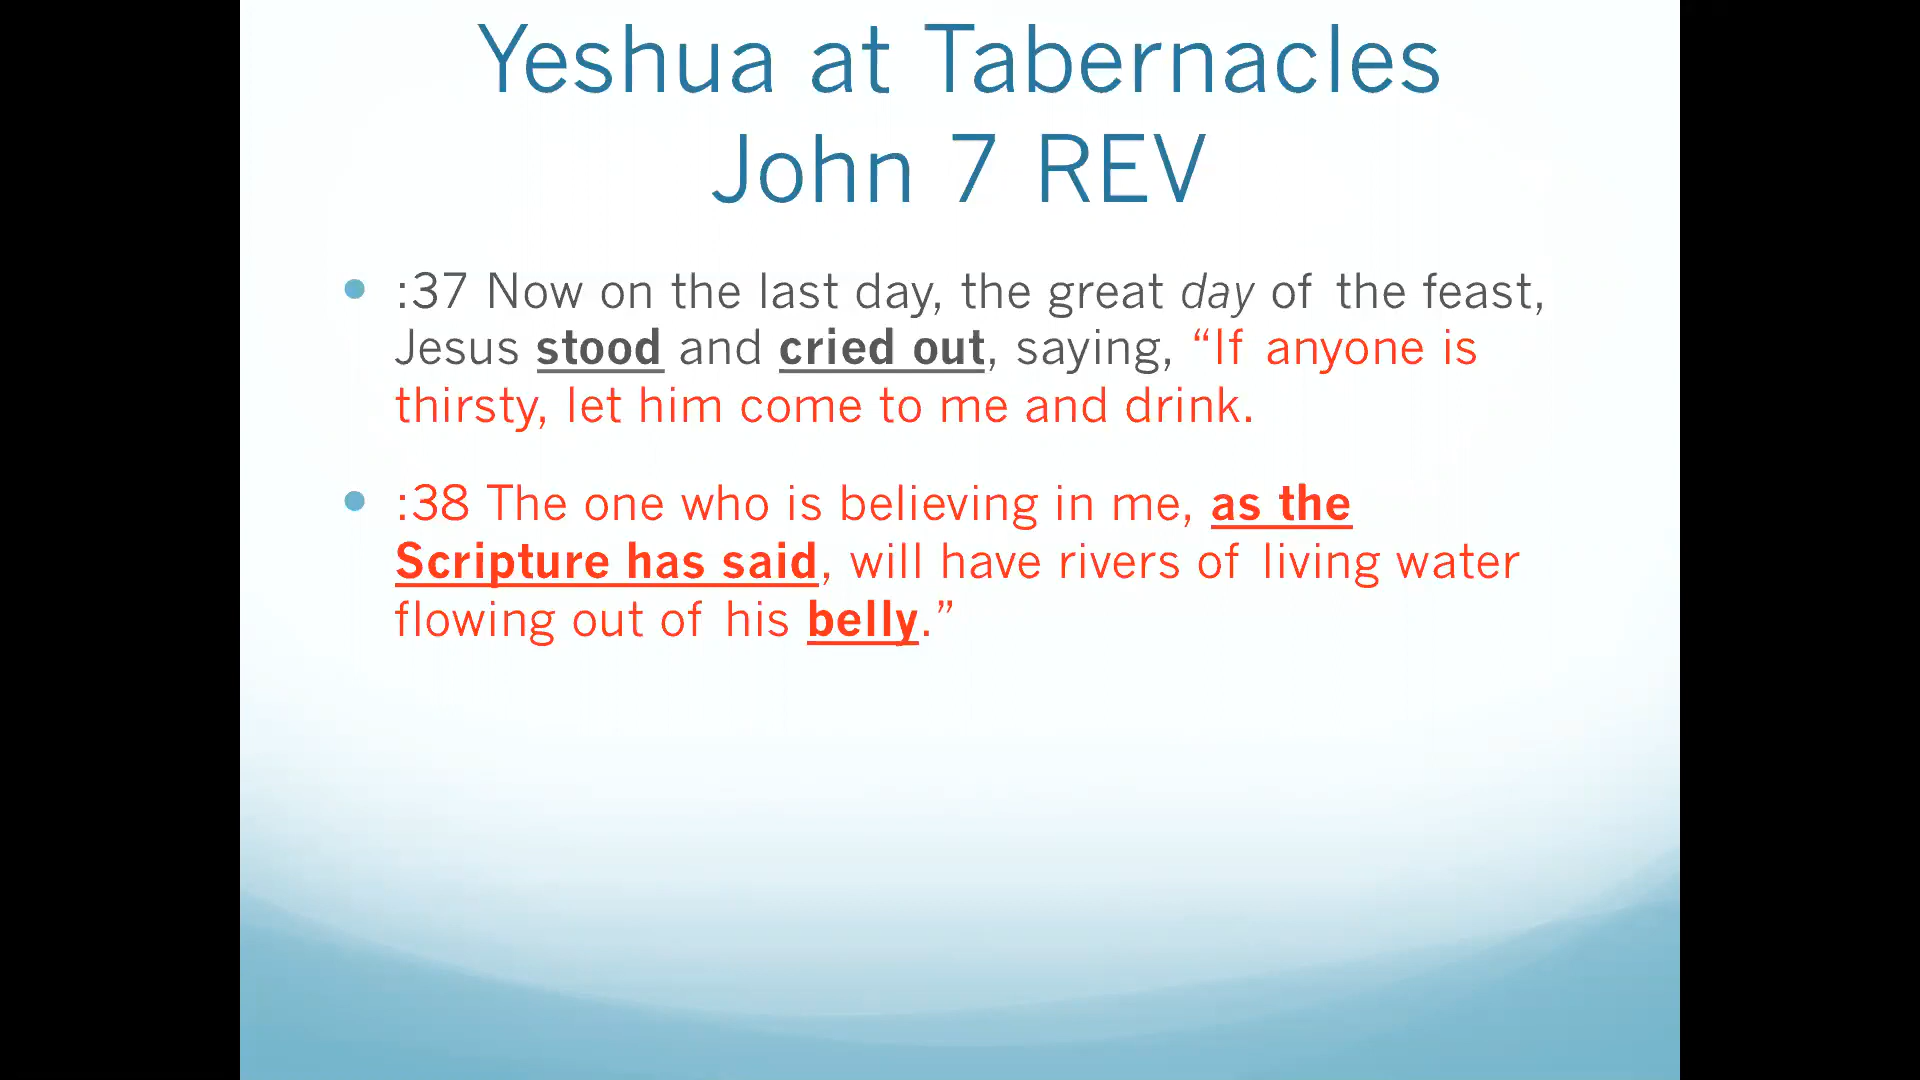 Yeshua at Tabernacles
John 7 REV
• :37 Now on the last day, the great day of the feast,
Jesus stood and cried out, saying, “If anyone is
thirsty, let him come to me and drink.
• :38 The one who is believing in me, as the
Scripture has said, will have rivers of living water
flowing out of his belly.”